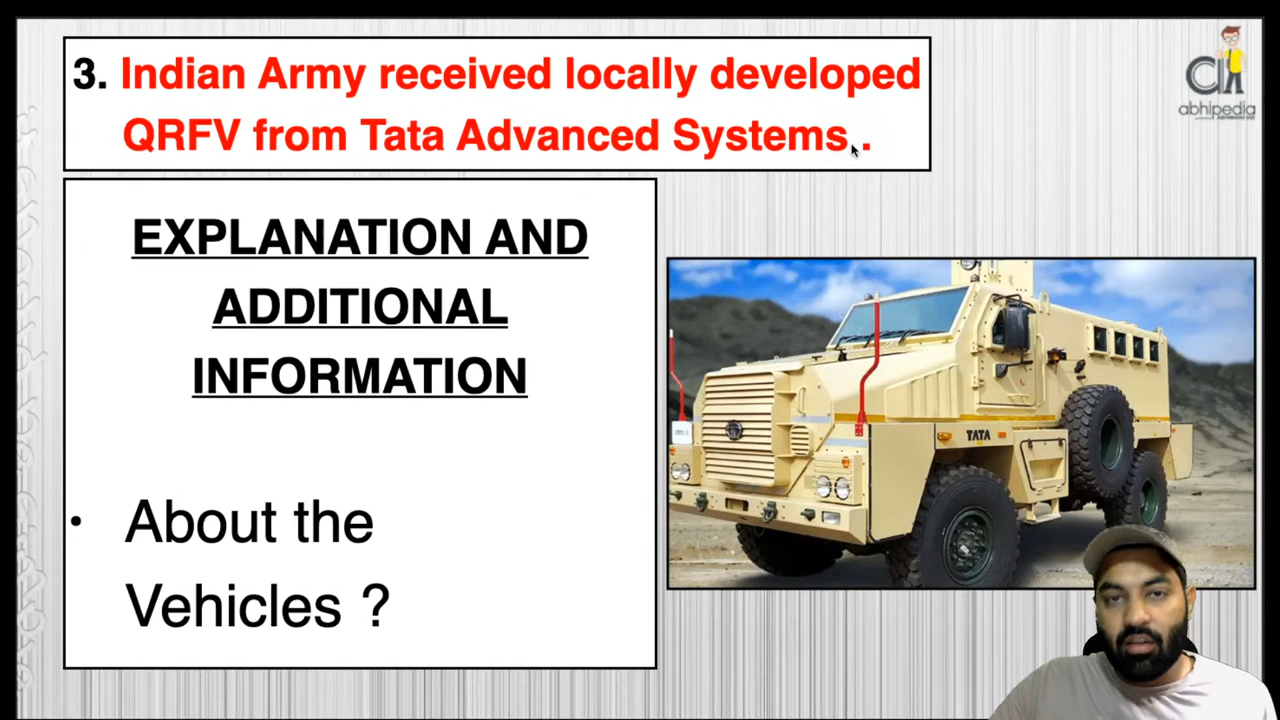 3. Indian Army received locally developed
QRFV from Tata Advanced Systems .
abhipedia
EXPLANATION AND
ADDITIONAL
INFORMATION
TATA
• About the
Vehicles ?